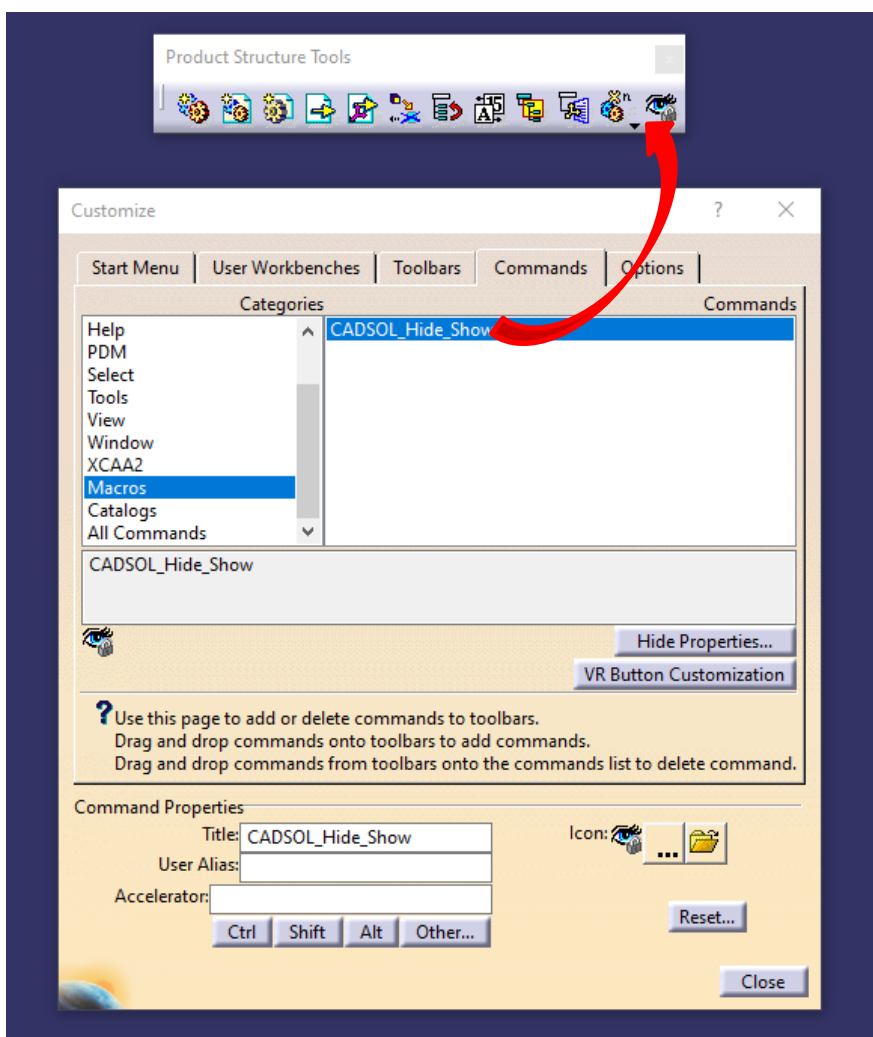 Product Structure Tools
x
A 15
n
Customize ? ×
Start Menu User Workbenches Toolbars Commands Options
Categories Commands
Help CADSOL_Hide_Show
PDM
Select
Tools
View
Window
XCAA2
Macros
Catalogs
All Commands
CADSOL_Hide_Show
Hide Properties...
VR Button Customization
? Use this page to add or delete commands to toolbars.
Drag and drop commands onto toolbars to add commands.
Drag and drop commands from toolbars onto the commands list to delete command.
Command Properties
Title: CADSOL_Hide_Show Icon: ...
User Alias:
Accelerator:
Ctrl Shift Alt Other... Reset...
Close